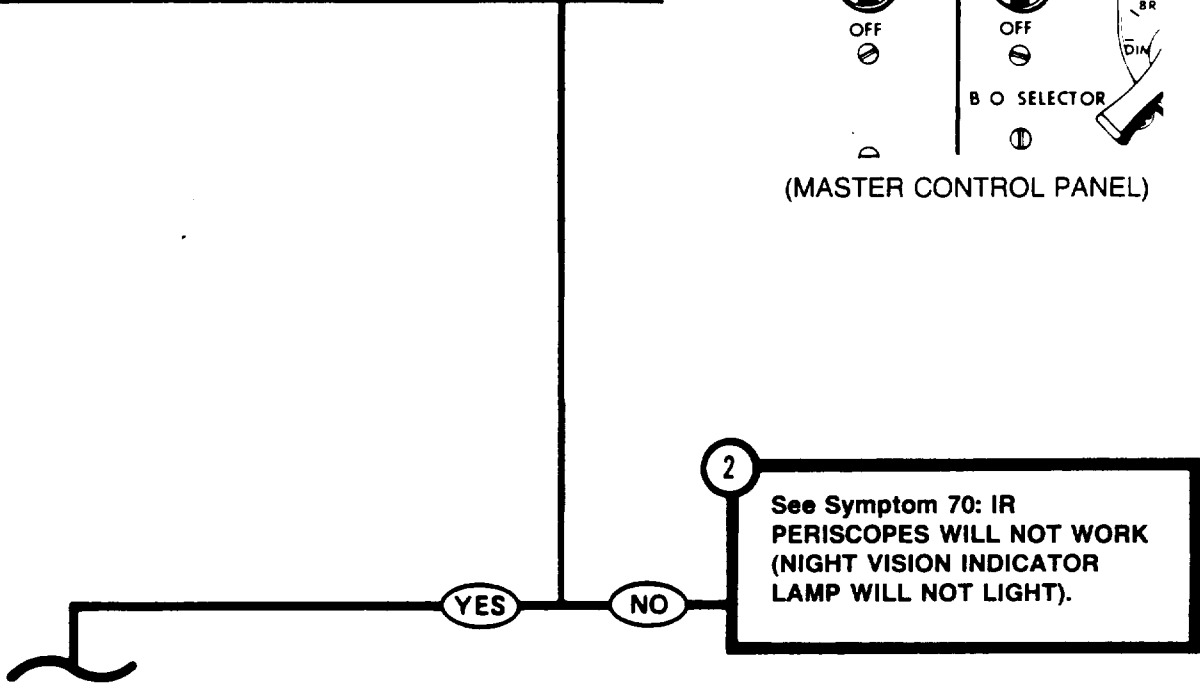 BR
OFF OFF
DIM
B O SELECTOR
(MASTER CONTROL PANEL)
2
See Symptom 70: IR
PERISCOPES WILL NOT WORK
(NIGHT VISION INDICATOR
LAMP WILL NOT LIGHT).
YES NO